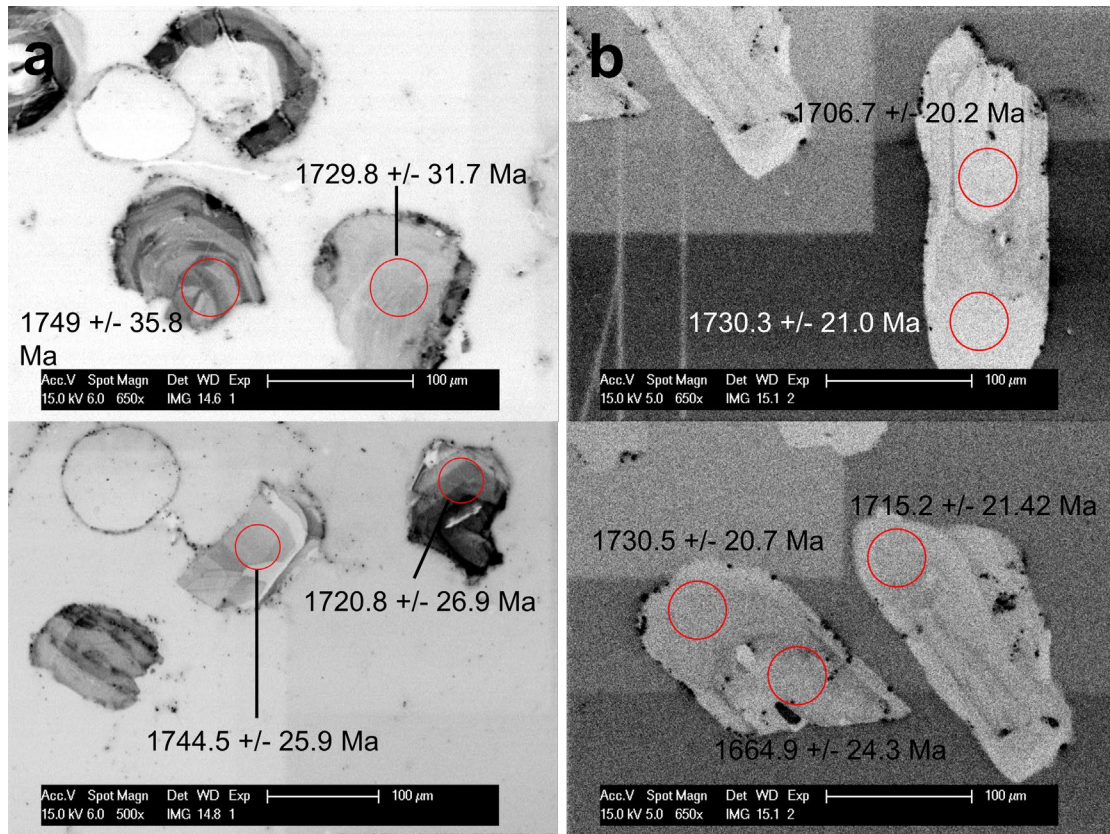 a
1729.8 +/- 31.7 Ma
1749 +/- 35.8
Ma
Acc.V Spot Magn Det WD Exp
15.0 kV 6.0 650x IMG 14.6 1
100 µm
b
1706.7 +/- 20.2 Ma
1730.3 +/- 21.0 Ma
Acc.V Spot Magn Det WD Exp
15.0 kV 5.0 650x IMG 15.1 2
100 µm
1720.8 +/- 26.9 Ma
1744.5 +/- 25.9 Ma
Acc.V Spot Magn Det WD Exp
15.0 kV 6.0 500x IMG 14.8 1
100 µm
1715.2 +/- 21.42 Ma
1730.5 +/- 20.7 Ma
1664.9 +/- 24.3 Ma
Acc.V Spot Magn Det WD Exp
15.0 kV 5.0 650x IMG 15.1 2
100 µm